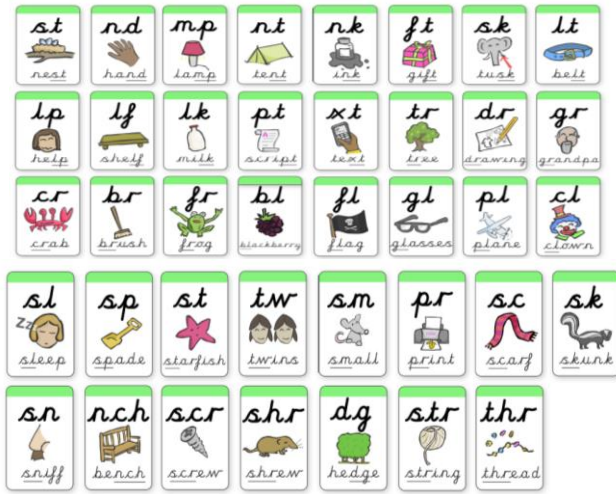 st nd mp nt nk ft sk lt
nest hand lamp tent ink gift tusk belt
lp lf lk pt xt tr dr gr
help shelf milk script text tree drawing grandpa
cr br fr bl fl gl pl cl
crab brush frog blackberry flag glasses plane clown
sl sp st tw sm pr sc sk
Zz
sleep spade starfish twins small print scarf skunk
sn nch scr shr dg str thr
sniff bench screw shrew hedge string thread